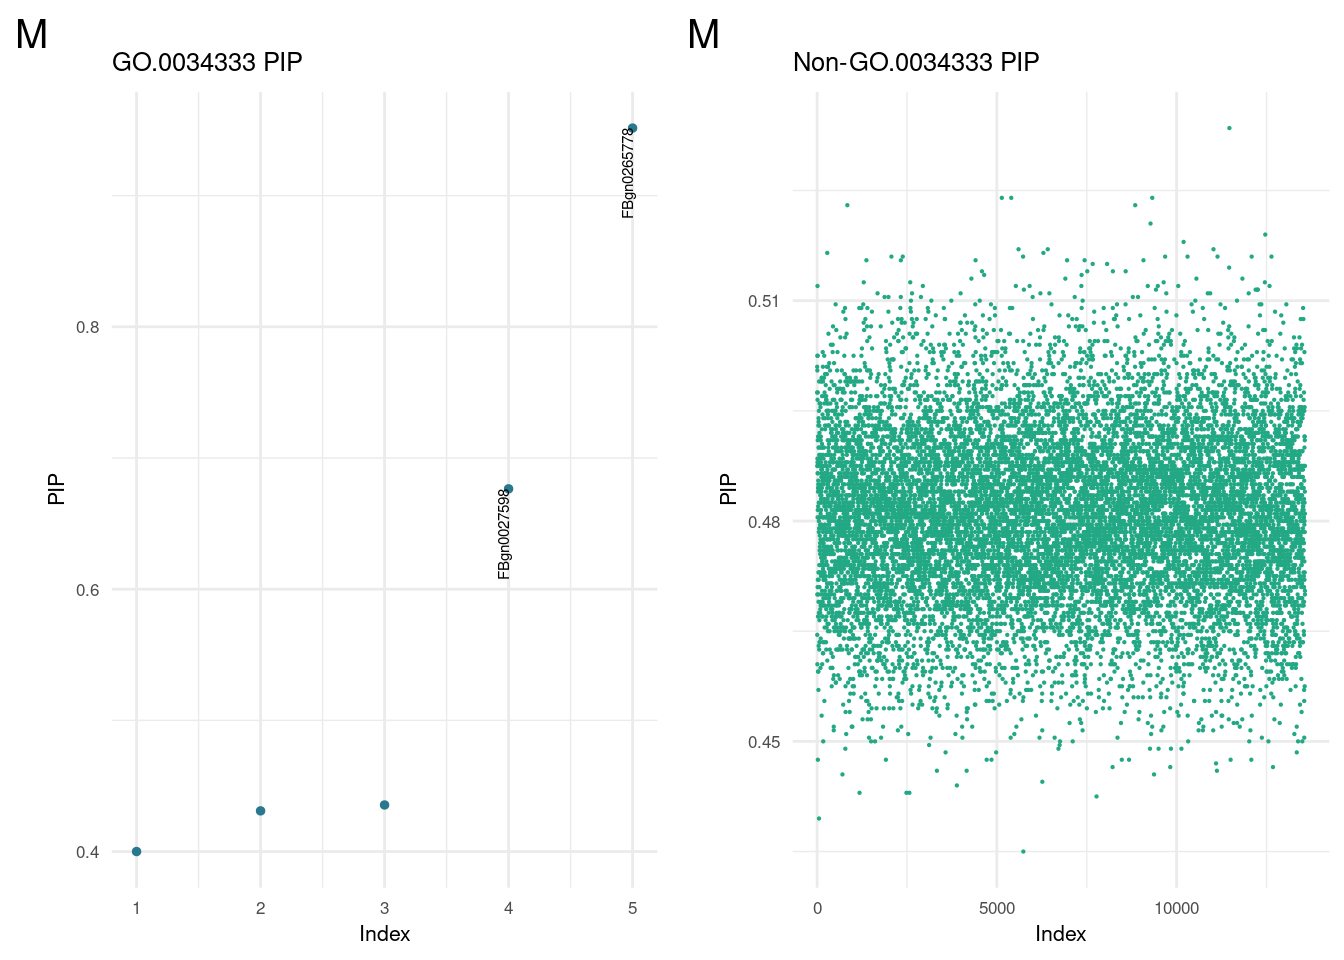 M
GO.0034333 PIP
PIP
0.8
0.6
0.4
FBgn0265778
FBgn0027598
1 2 3 4 5
Index
M
Non-GO.0034333 PIP
PIP
0.51
0.48
0.45
0 5000 10000
Index